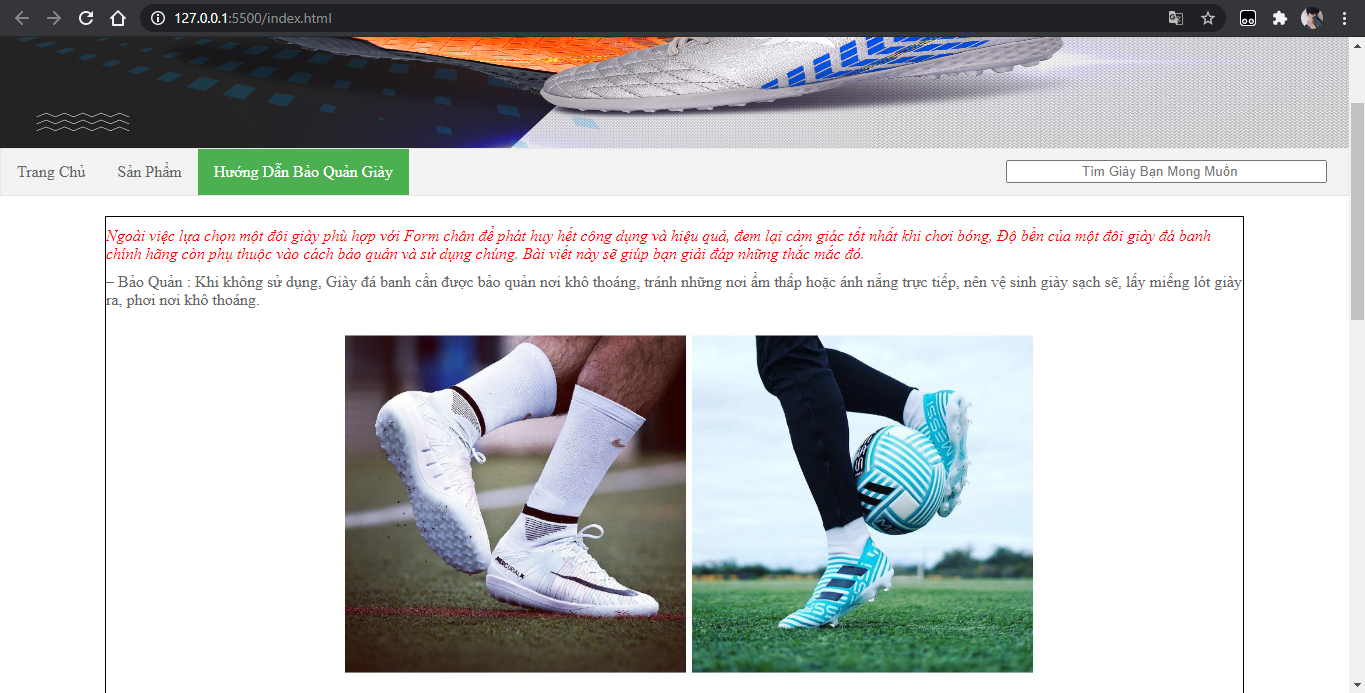 127.0.0.1:5500/index.html
Trang Chủ Sản Phẩm Hướng Dẫn Bảo Quản Giày Tìm Giày Bạn Mong Muốn
Ngoài việc lựa chọn một đôi giày phù hợp với Form chân để phát huy hết công dụng và hiệu quả, đem lại cảm giác tốt nhất khi chơi bóng, Độ bền của một đôi giày đá banh
chính hãng còn phụ thuộc vào cách bảo quản và sử dụng chúng. Bài viết này sẽ giúp bạn giải đáp những thắc mắc đó.
– Bảo Quản : Khi không sử dụng, Giày đá banh cần được bảo quản nơi khô thoáng, tránh những nơi ẩm thấp hoặc ánh nắng trực tiếp, nên vệ sinh giày sạch sẽ, lấy miếng lót giày
ra, phơi nơi khô thoáng.
MERCURIALX
MESSI